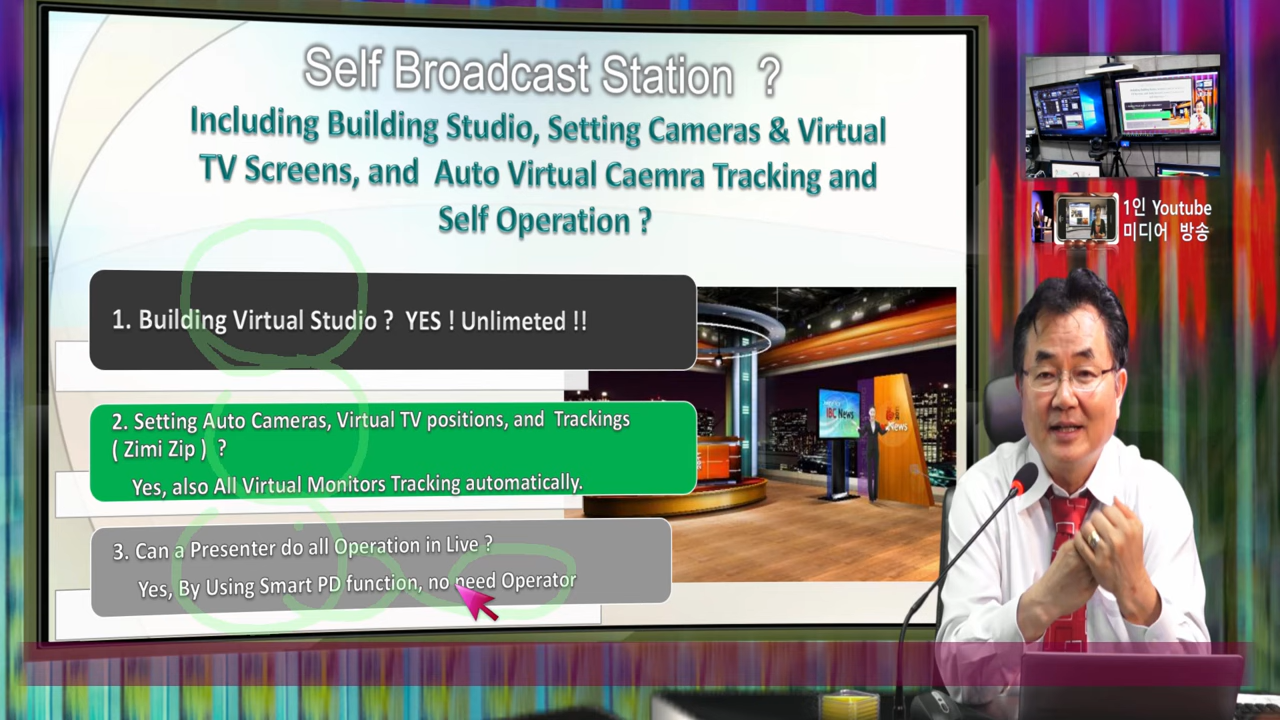 Self Broadcast Station ?
Including Building Studio, Setting Cameras & Virtual
TV Screens, and Auto Virtual Caemra Tracking and
Self Operation ?
1. Building Virtual Studio ? YES ! Unlimeted !!
2. Setting Auto Cameras, Virtual TV positions, and Trackings
( Zimi Zip ) ?
Yes, also All Virtual Monitors Tracking automatically.
3. Can a Presenter do all Operation in Live ?
Yes, By Using Smart PD function, no need Operator
IBC News
News
1인 Youtube
미디어 방송